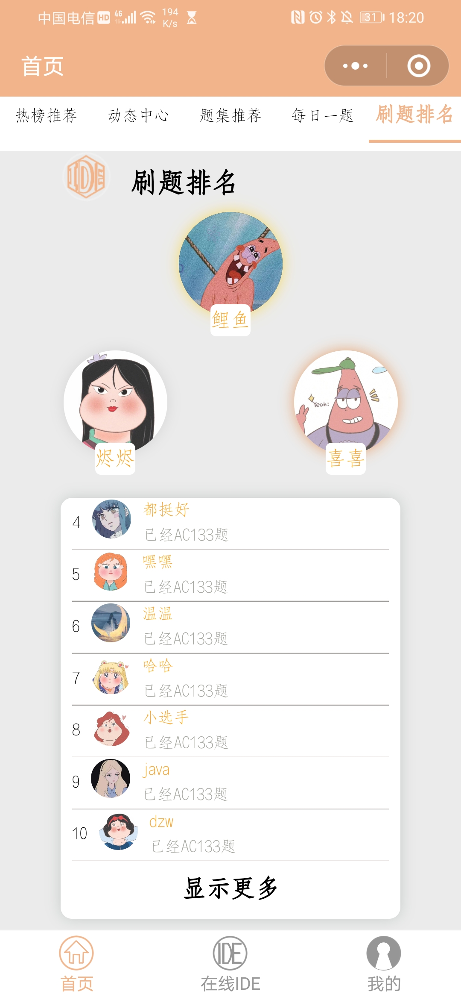 中国电信 HD 4G 194 K/s 31 18:20
首页
热榜推荐 动态中心 题集推荐 每日一题 刷题排名
IDE 刷题排名
鲤鱼
Yeah!
烬烬 喜喜
4 都挺好
已经AC133题
5 嘿嘿
已经AC133题
6 温温
已经AC133题
7 哈哈
已经AC133题
8 小选手
已经AC133题
9 java
已经AC133题
10 dzw
已经AC133题
显示更多
IDE
首页 在线IDE 我的